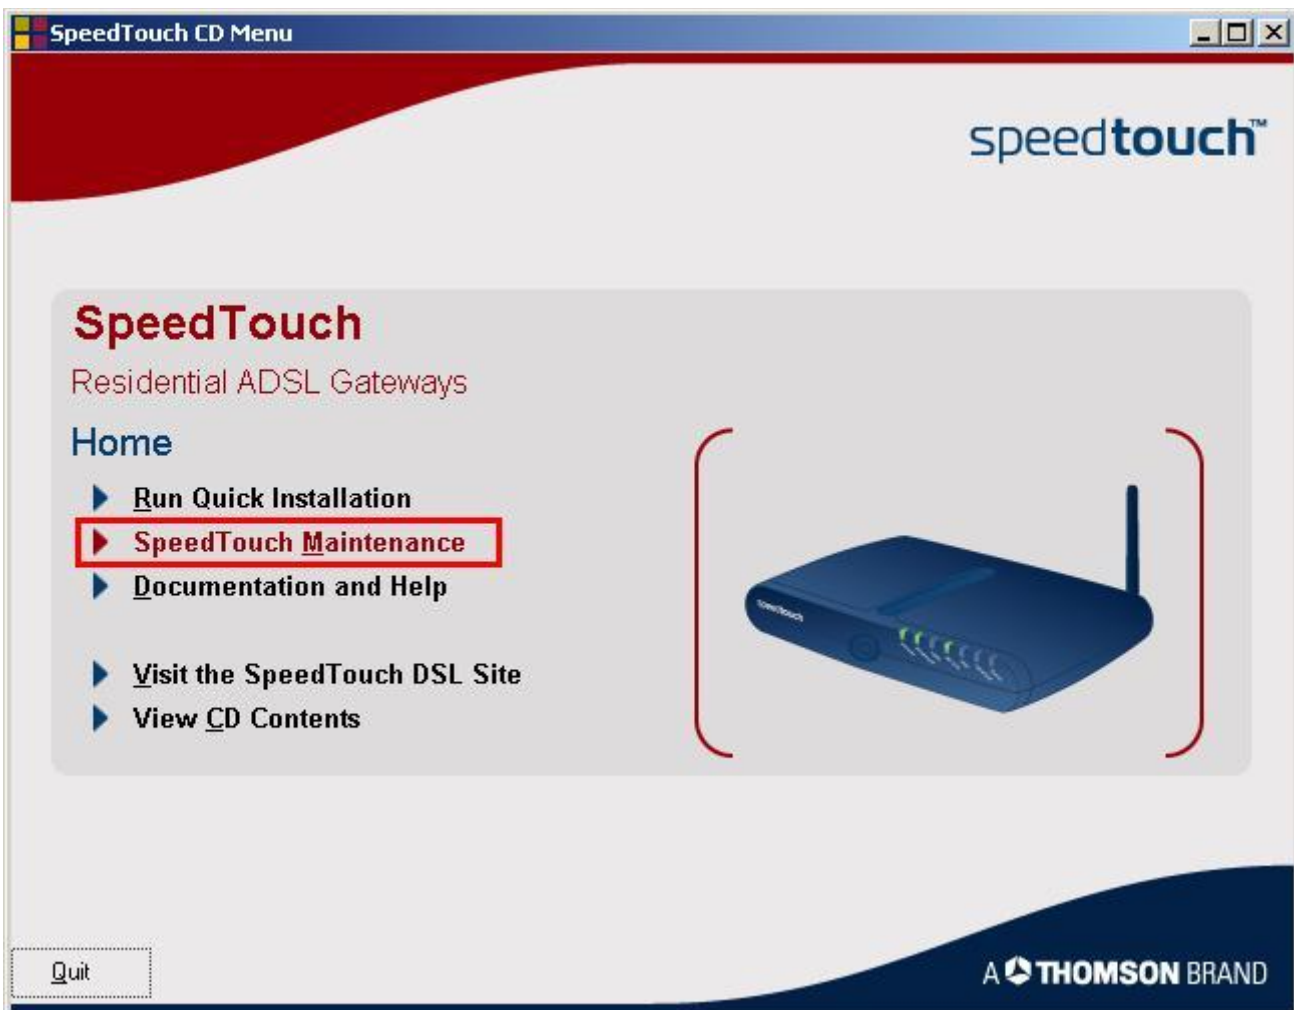 SpeedTouch CD Menu
speedtouch™
SpeedTouch
Residential ADSL Gateways
Home
Run Quick Installation
SpeedTouch Maintenance
Documentation and Help
Visit the SpeedTouch DSL Site
View CD Contents
speedtouch
Quit
A THOMSON BRAND